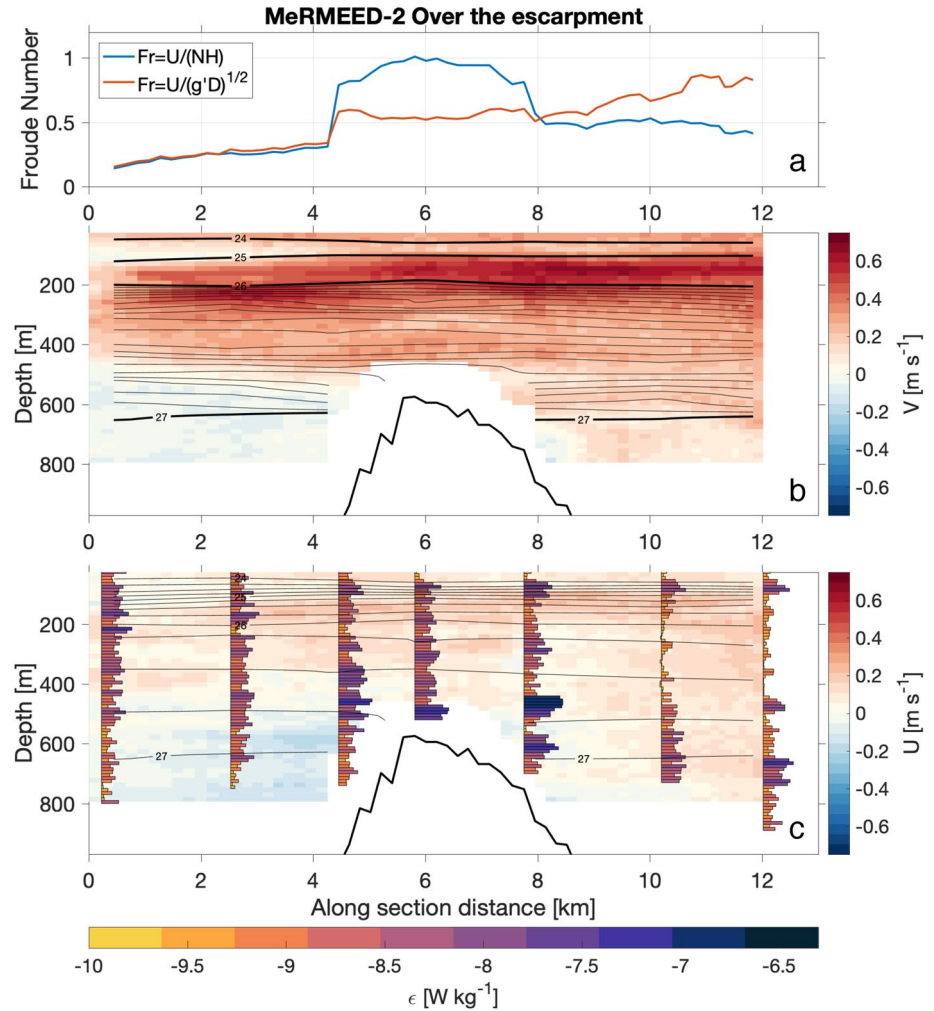 MeRMEED-2 Over the escarpment
Froude Number
1
0.5
0
Fr=U/(NH)
Fr=U/(g'D)^{1/2}
a
0 2 4 6 8 10 12
Depth [m]
200
400
600
800
24
25
26
27
27
b
0.6
0.4
0.2
0
-0.2
-0.4
-0.6
V [m s^{-1}]
0 2 4 6 8 10 12
Depth [m]
200
400
600
800
24
25
26
27
27
c
0.6
0.4
0.2
0
-0.2
-0.4
-0.6
U [m s^{-1}]
0 2 4 6 8 10 12
Along section distance [km]
-10 -9.5 -9 -8.5 -8 -7.5 -7 -6.5
ϵ [W kg^{-1}]